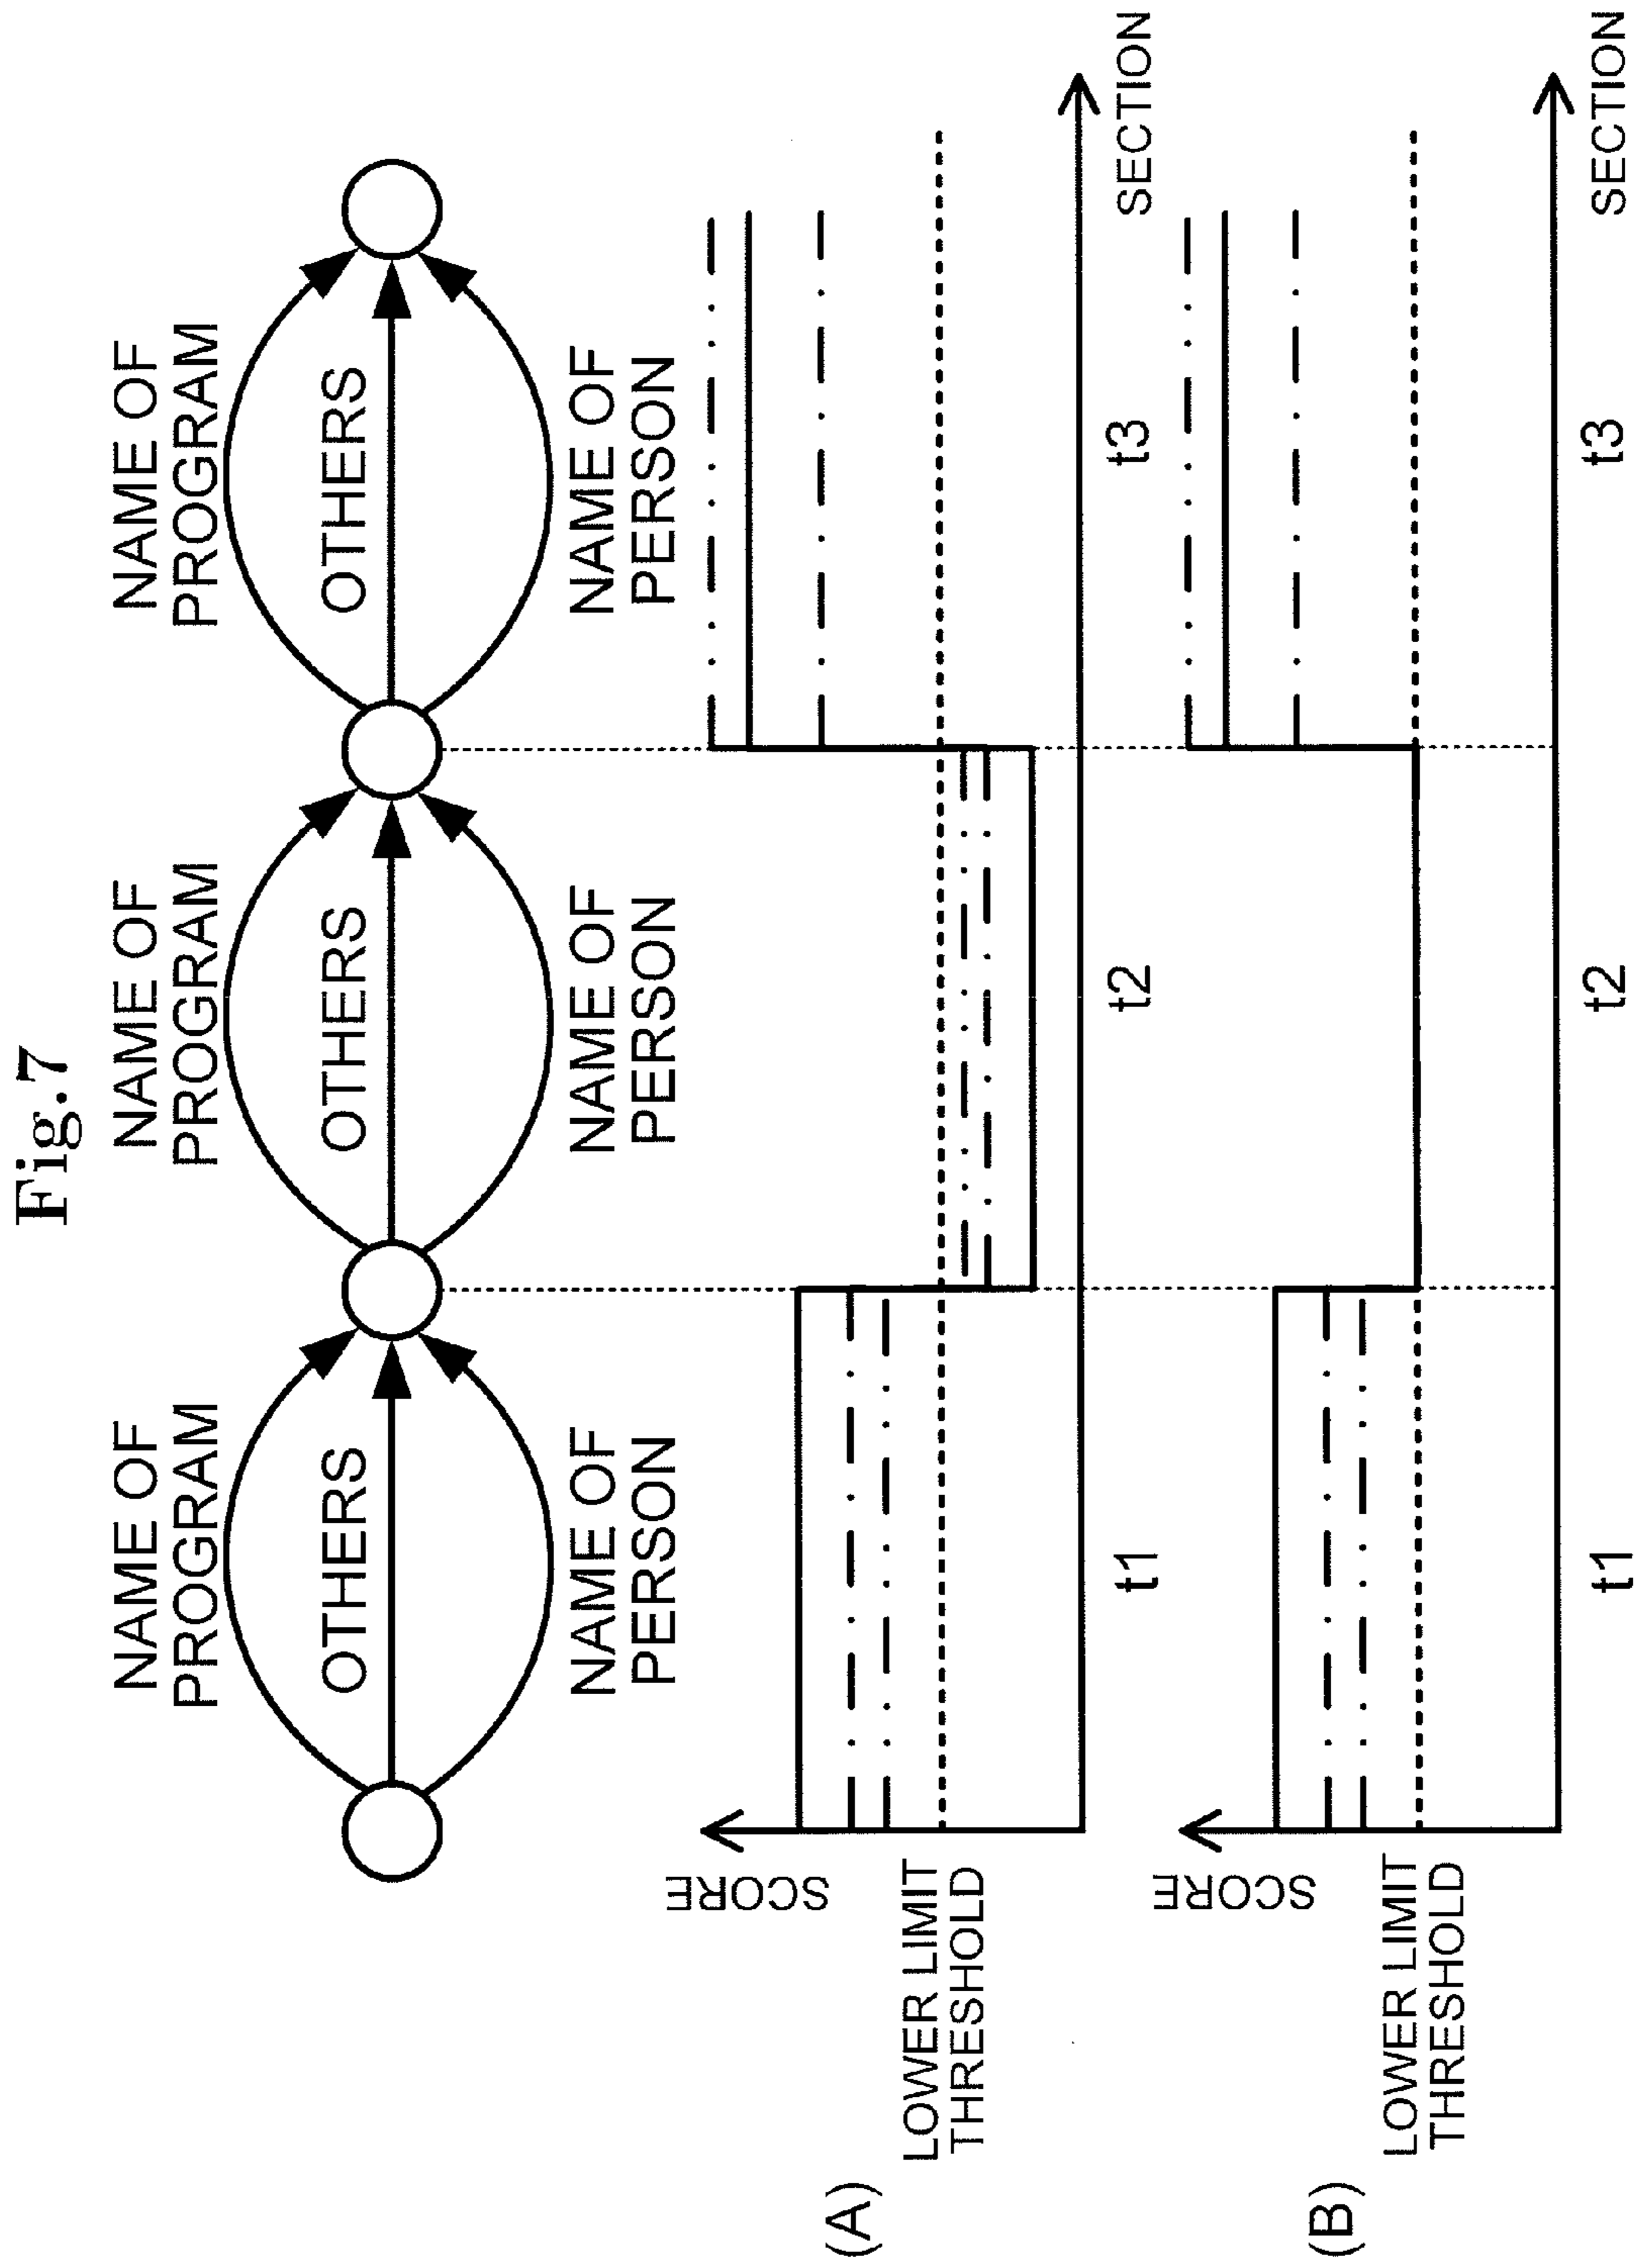 Fig.7
NAME OF
PROGRAM
NAME OF
PROGRAM
NAME OF
PROGRAM
OTHERS
OTHERS
OTHERS
NAME OF
PERSON
NAME OF
PERSON
NAME OF
PERSON
(A)
SCORE
LOWER LIMIT
THRESHOLD
t1
t2
t3
SECTION
(B)
SCORE
LOWER LIMIT
THRESHOLD
t1
t2
t3
SECTION